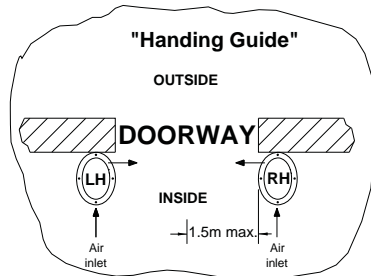 "Handing Guide"
OUTSIDE
DOORWAY
LH
RH
INSIDE
1.5m max.
Air
inlet
Air
inlet